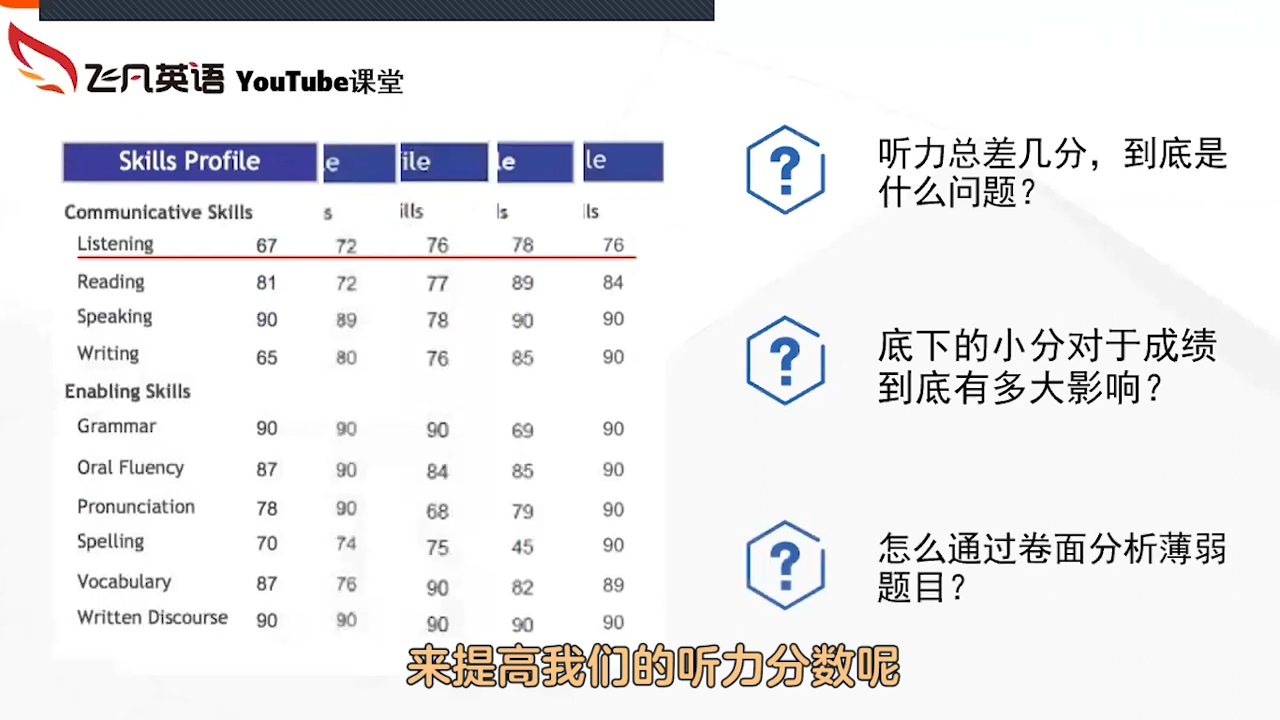 飞凡英语 YouTube课堂
Skills Profile e ile le le
Communicative Skills s ills ls lls
Listening 67 72 76 78 76
Reading 81 72 77 89 84
Speaking 90 89 78 90 90
Writing 65 80 76 85 90
Enabling Skills
Grammar 90 90 90 69 90
Oral Fluency 87 90 84 85 90
Pronunciation 78 90 68 79 90
Spelling 70 74 75 45 90
Vocabulary 87 76 90 82 89
Written Discourse 90 90 90 90 90
听力总差几分，到底是
什么问题？
底下的小分对于成绩
到底有多大影响？
怎么通过卷面分析薄弱
题目？
来提高我们的听力分数呢